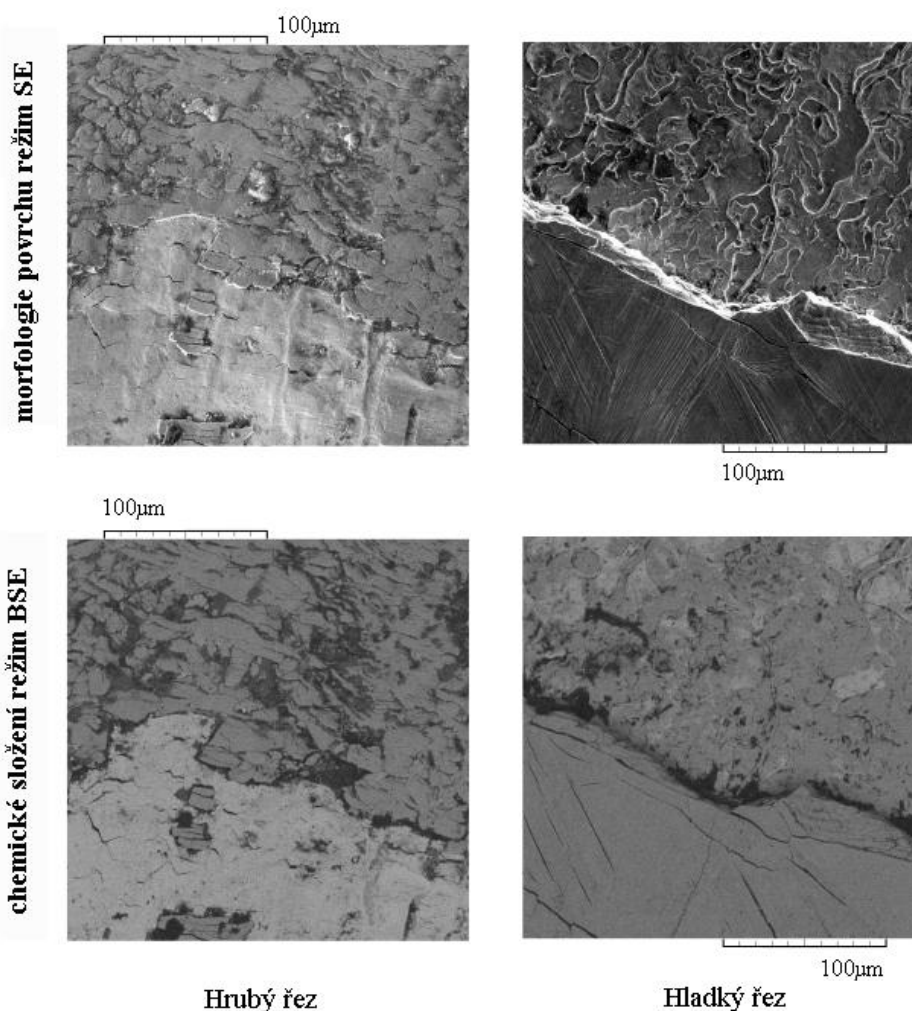 100µm
morfologie povrchu režim SE
100µm
100µm
chemické složení režim BSE
100µm
Hrubý řez
Hladký řez